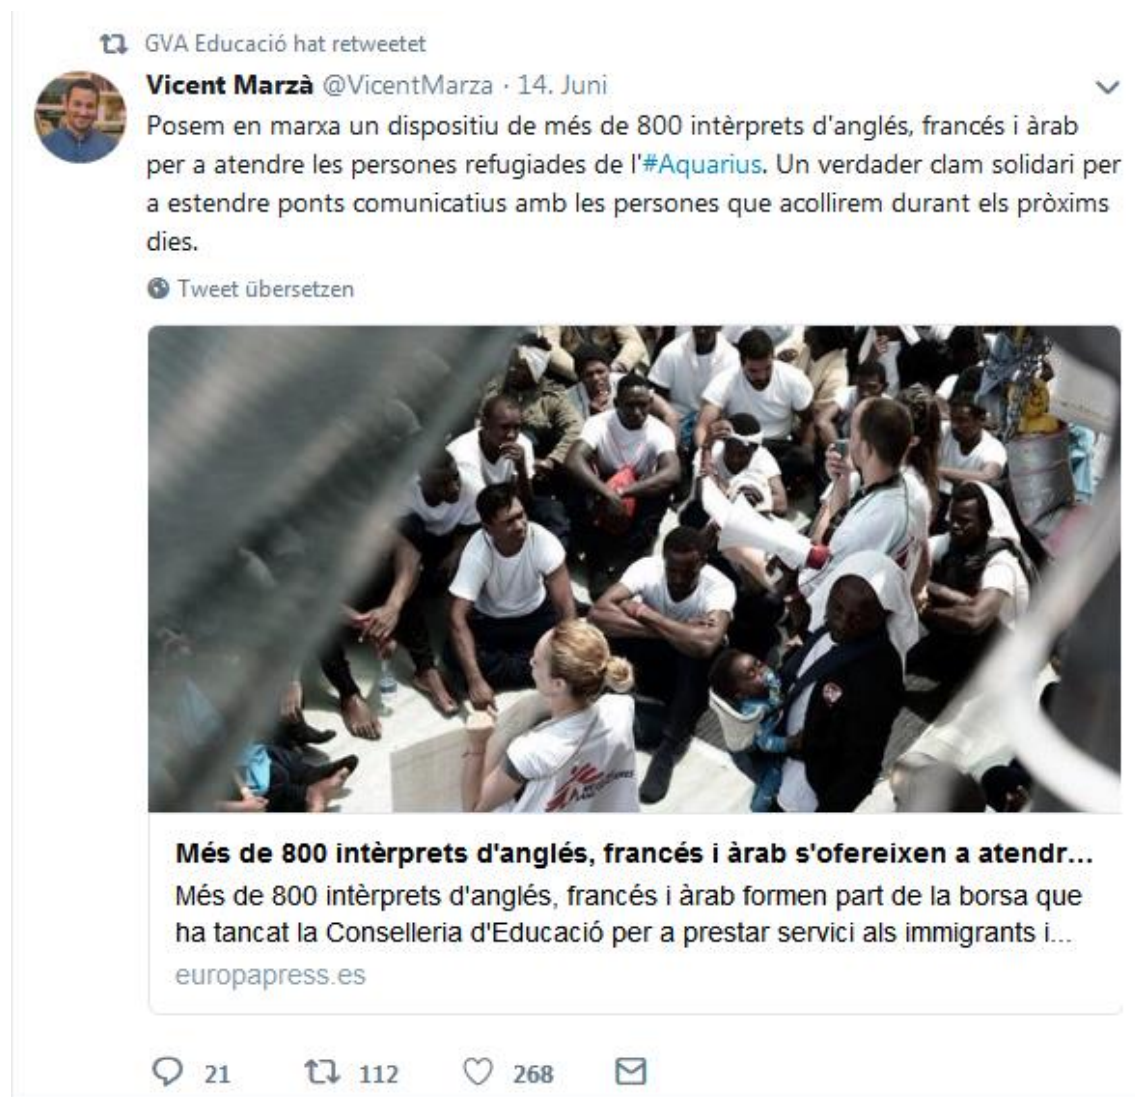 GVA Educació hat retweetet
Vicent Marzà @VicentMarza · 14. Juni
Posem en marxa un dispositiu de més de 800 intèrprets d'anglés, francés i àrab
per a atendre les persones refugiades de l'#Aquarius. Un verdader clam solidari per
a estendre ponts comunicatius amb les persones que acollirem durant els pròxims
dies.
Tweet übersetzen
Més de 800 intèrprets d'anglés, francés i àrab s'ofereixen a atendr...
Més de 800 intèrprets d'anglés, francés i àrab formen part de la borsa que
ha tancat la Conselleria d'Educació per a prestar servici als immigrants i...
europapress.es
21 112 268